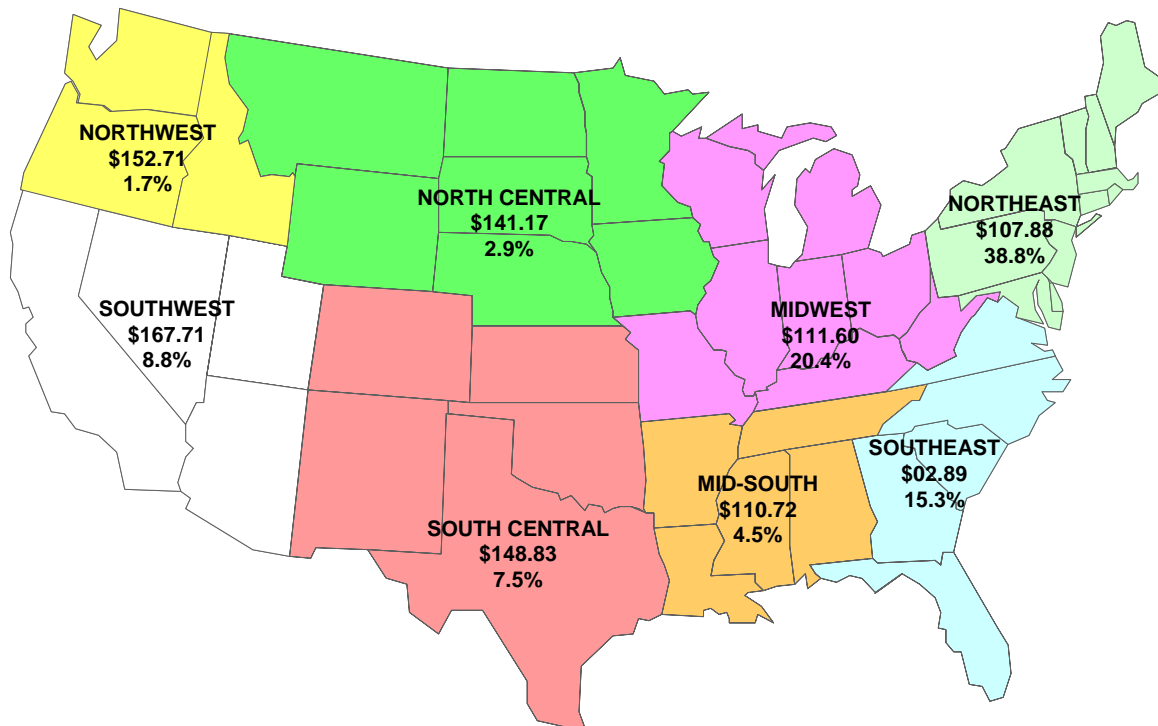 NORTHWEST
$152.71
1.7%
NORTH CENTRAL
$141.17
2.9%
NORTHEAST
$107.88
38.8%
SOUTHWEST
$167.71
8.8%
MIDWEST
$111.60
20.4%
SOUTHEAST
$02.89
15.3%
MID-SOUTH
$110.72
4.5%
SOUTH CENTRAL
$148.83
7.5%